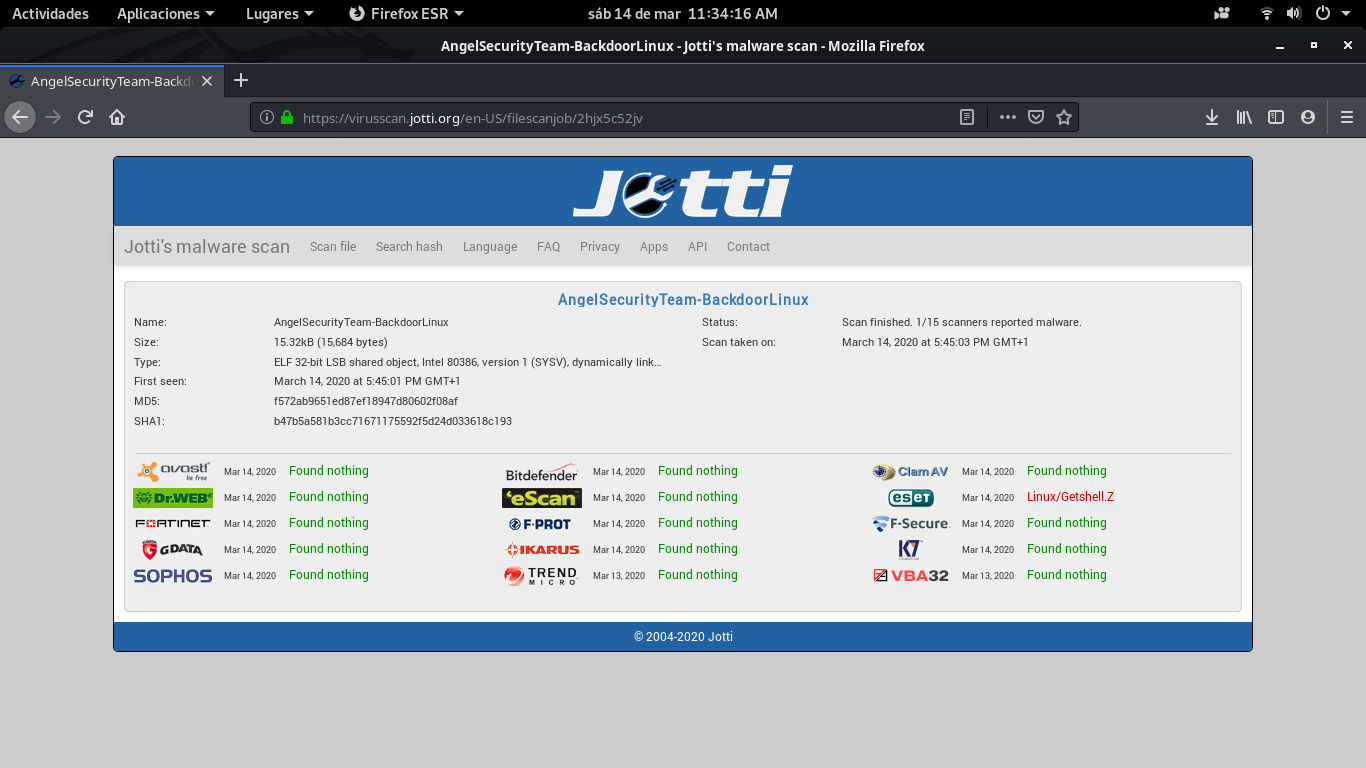 Actividades Aplicaciones Lugares Firefox ESR sáb 14 de mar 11:34:16 AM
AngelSecurityTeam-BackdoorLinux - Jotti's malware scan - Mozilla Firefox
AngelSecurityTeam-Backdo
https://virusscan.jotti.org/en-US/filescanjob/2hjx5c52jv
Jotti
Jotti's malware scan Scan file Search hash Language FAQ Privacy Apps API Contact
AngelSecurityTeam-BackdoorLinux
Name: AngelSecurityTeam-BackdoorLinux Status: Scan finished. 1/15 scanners reported malware.
Size: 15.32kB (15,684 bytes) Scan taken on: March 14, 2020 at 5:45:03 PM GMT+1
Type: ELF 32-bit LSB shared object, Intel 80386, version 1 (SYSV), dynamically link...
First seen: March 14, 2020 at 5:45:01 PM GMT+1
MD5: f572ab9651ed87ef18947d80602f08af
SHA1: b47b5a581b3cc71671175592f5d24d033618c193
avast! be free Mar 14, 2020 Found nothing Bitdefender Mar 14, 2020 Found nothing Clam AV Mar 14, 2020 Found nothing
Dr.WEB Mar 14, 2020 Found nothing eScan Mar 14, 2020 Found nothing eSeT Mar 14, 2020 Linux/Getshell.Z
FORTINET Mar 14, 2020 Found nothing F-PROT Mar 14, 2020 Found nothing F-Secure. Mar 14, 2020 Found nothing
G DATA Mar 14, 2020 Found nothing IKARUS Mar 14, 2020 Found nothing K7 Mar 14, 2020 Found nothing
SOPHOS Mar 14, 2020 Found nothing TREND MICRO Mar 13, 2020 Found nothing VBA32 Mar 13, 2020 Found nothing
© 2004-2020 Jotti